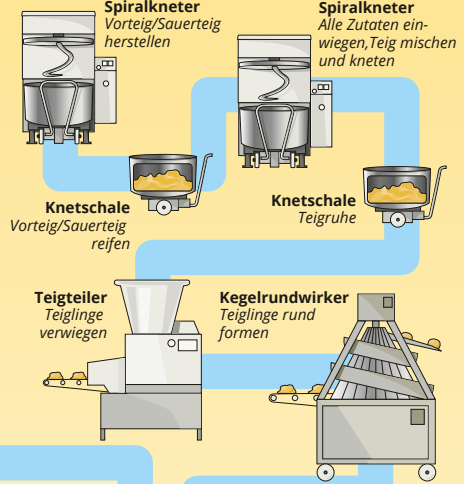 Spiralkneter
Vorteig/Sauerteig
herstellen
Spiralkneter
Alle Zutaten ein-
wiegen,Teig mischen
und kneten
Knetschale
Vorteig/Sauerteig
reifen
Knetschale
Teigruhe
Teigteiler
Teiglinge
verwiegen
Kegelrundwirker
Teiglinge rund
formen